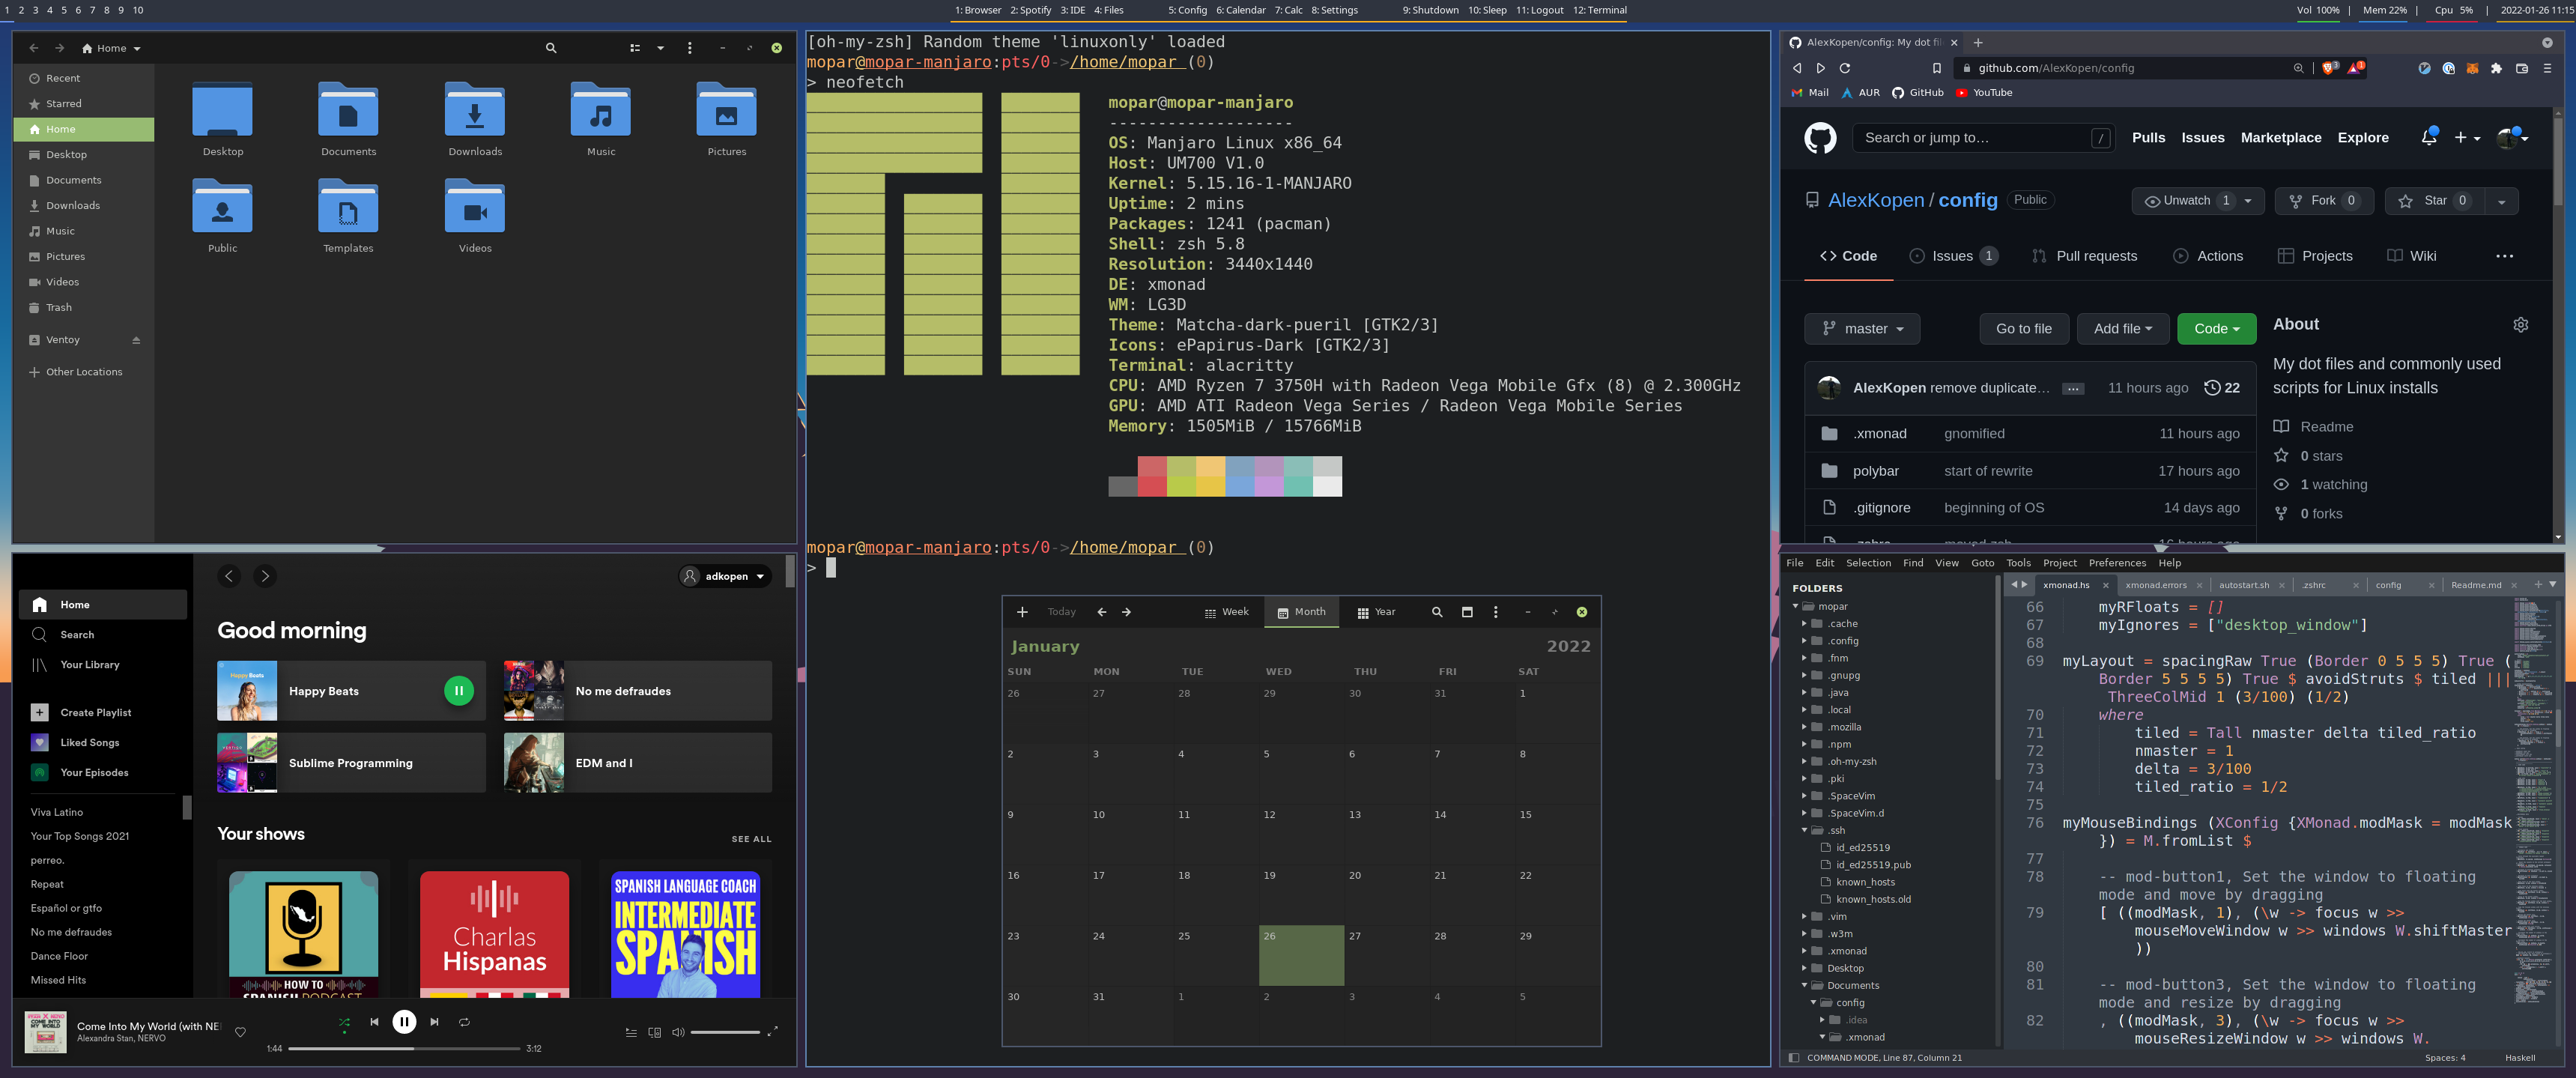 1 2 3 4 5 6 7 8 9 10
1: Browser 2: Spotify 3: IDE 4: Files 5: Config 6: Calendar 7: Calc 8: Settings 9: Shutdown 10: Sleep 11: Logout 12: Terminal
Vol 100% | Mem 22% | Cpu 5% | 2022-01-26 11:15
Home
Recent
Starred
Home
Desktop
Documents
Downloads
Music
Pictures
Videos
Trash
Ventoy
Other Locations
Desktop
Documents
Downloads
Music
Pictures
Public
Templates
Videos
[oh-my-zsh] Random theme 'linuxonly' loaded
mopar@mopar-manjaro:pts/0->/home/mopar (0)
> neofetch
mopar@mopar-manjaro
-------------------
OS: Manjaro Linux x86_64
Host: UM700 V1.0
Kernel: 5.15.16-1-MANJARO
Uptime: 2 mins
Packages: 1241 (pacman)
Shell: zsh 5.8
Resolution: 3440x1440
DE: xmonad
WM: LG3D
Theme: Matcha-dark-pueril [GTK2/3]
Icons: ePapirus-Dark [GTK2/3]
Terminal: alacritty
CPU: AMD Ryzen 7 3750H with Radeon Vega Mobile Gfx (8) @ 2.300GHz
GPU: AMD ATI Radeon Vega Series / Radeon Vega Mobile Series
Memory: 1505MiB / 15766MiB
mopar@mopar-manjaro:pts/0->/home/mopar (0)
>
AlexKopen/config: My dot fil
github.com/AlexKopen/config
Mail AUR GitHub YouTube
Search or jump to… /
Pulls Issues Marketplace Explore
AlexKopen / config Public
Unwatch 1 Fork 0 Star 0
Code Issues 1 Pull requests Actions Projects Wiki
master Go to file Add file Code
About
My dot files and commonly used
scripts for Linux installs
Readme
0 stars
1 watching
0 forks
AlexKopen remove duplicate… 11 hours ago 22
.xmonad gnomified 11 hours ago
polybar start of rewrite 17 hours ago
.gitignore beginning of OS 14 days ago
.zshrc moved zsh 16 hours ago
adkopen
Home
Search
Your Library
Create Playlist
Liked Songs
Your Episodes
Viva Latino
Your Top Songs 2021
perreo.
Repeat
Español or gtfo
No me defraudes
Dance Floor
Missed Hits
Good morning
Happy Beats
No me defraudes
Sublime Programming
EDM and I
Your shows
SEE ALL
HOW TO
SPANISH PODCAST
Charlas
Hispanas
SPANISH LANGUAGE COACH
INTERMEDIATE
SPANISH
Come Into My World (with NE
Alexandra Stan, NERVO
1:44 3:12
Today Week Month Year
January 2022
SUN MON TUE WED THU FRI SAT
26 27 28 29 30 31 1
2 3 4 5 6 7 8
9 10 11 12 13 14 15
16 17 18 19 20 21 22
23 24 25 26 27 28 29
30 31 1 2 3 4 5
File Edit Selection Find View Goto Tools Project Preferences Help
FOLDERS
mopar
.cache
.config
.fnm
.gnupg
.java
.local
.mozilla
.npm
.oh-my-zsh
.pki
.SpaceVim
.SpaceVim.d
.ssh
id_ed25519
id_ed25519.pub
known_hosts
known_hosts.old
.vim
.w3m
.xmonad
Desktop
Documents
config
.idea
.xmonad
xmonad.hs xmonad.errors autostart.sh .zshrc config Readme.md
66 myRFloats = []
67 myIgnores = ["desktop_window"]
68
69 myLayout = spacingRaw True (Border 0 5 5 5) True (
Border 5 5 5 5) True $ avoidStruts $ tiled |||
ThreeColMid 1 (3/100) (1/2)
70 where
71 tiled = Tall nmaster delta tiled_ratio
72 nmaster = 1
73 delta = 3/100
74 tiled_ratio = 1/2
75
76 myMouseBindings (XConfig {XMonad.modMask = modMask
}) = M.fromList $
77
78 -- mod-button1, Set the window to floating
mode and move by dragging
79 [ ((modMask, 1), (\w -> focus w >>
mouseMoveWindow w >> windows W.shiftMaster
))
80
81 -- mod-button3, Set the window to floating
mode and resize by dragging
82 , ((modMask, 3), (\w -> focus w >>
mouseResizeWindow w >> windows W.
COMMAND MODE, Line 87, Column 21 Spaces: 4 Haskell